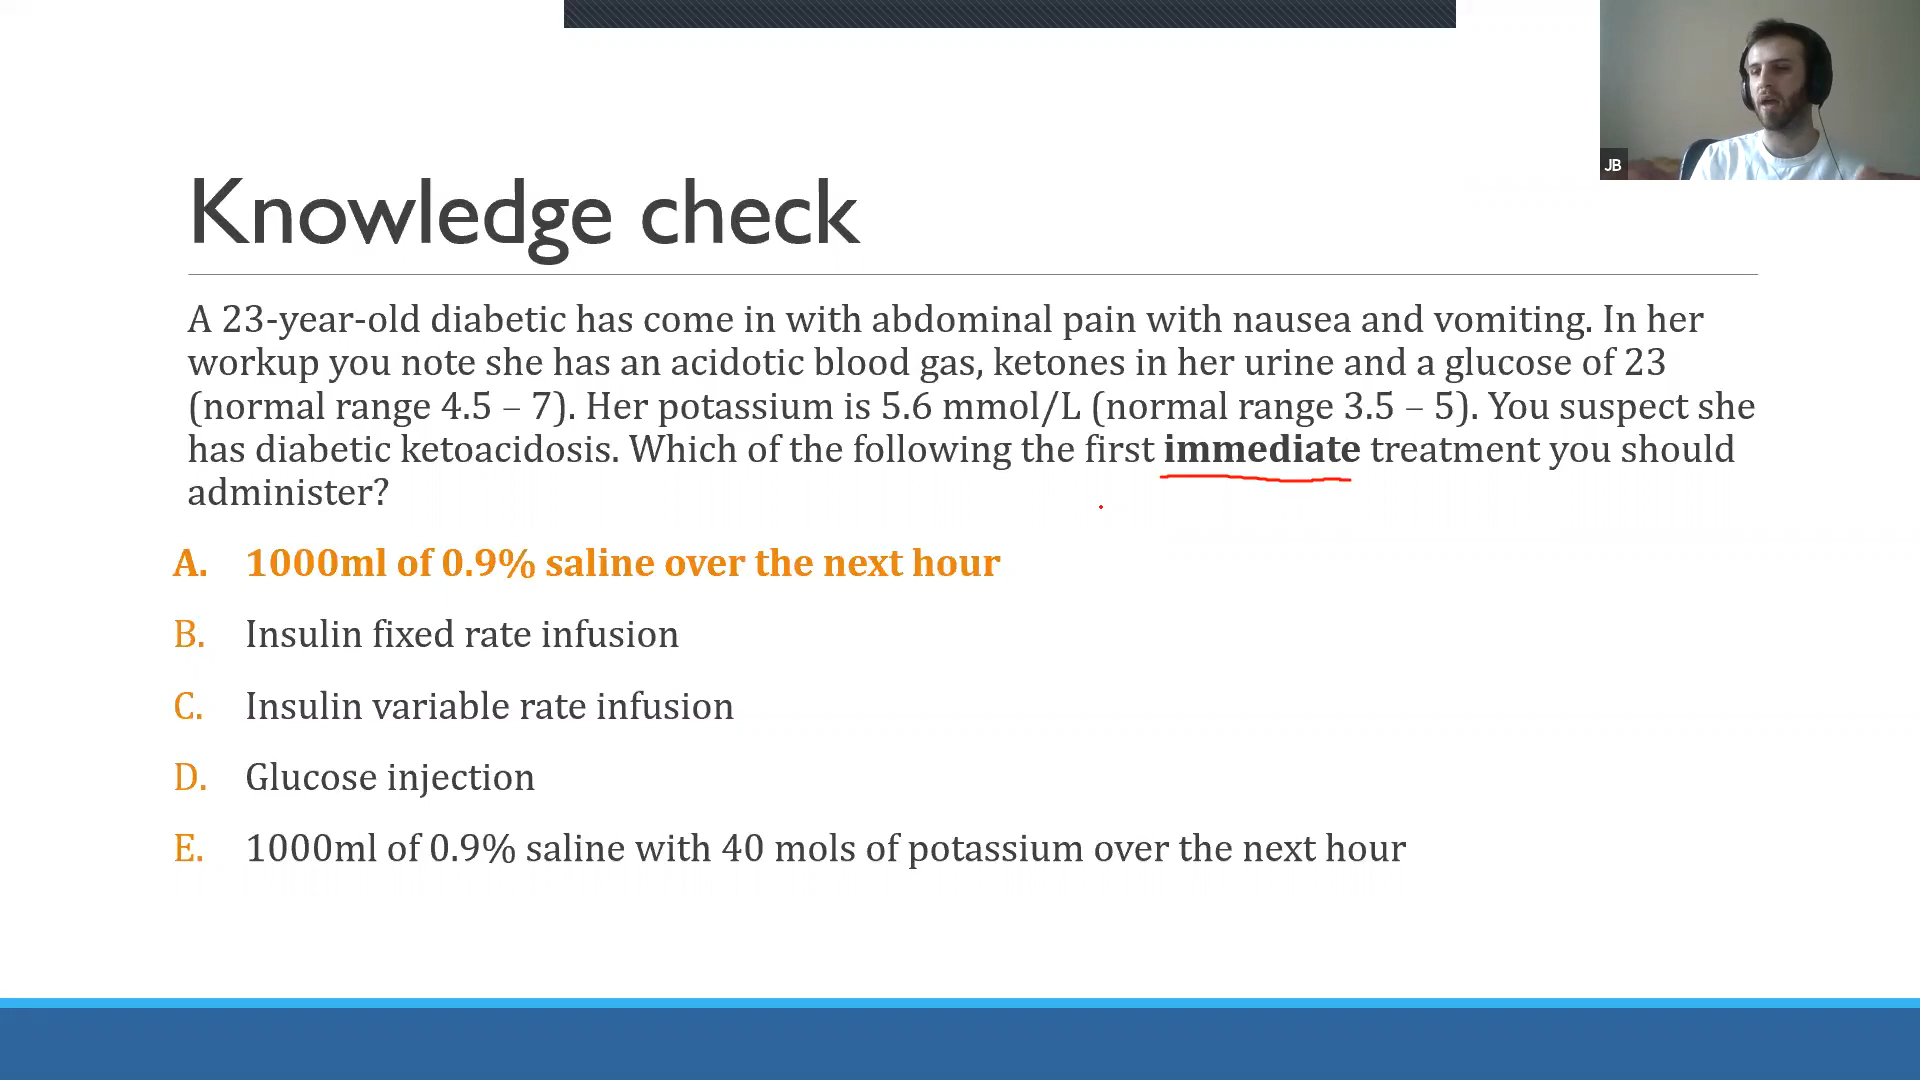 JB
Knowledge check
A 23-year-old diabetic has come in with abdominal pain with nausea and vomiting. In her
workup you note she has an acidotic blood gas, ketones in her urine and a glucose of 23
(normal range 4.5 – 7). Her potassium is 5.6 mmol/L (normal range 3.5 – 5). You suspect she
has diabetic ketoacidosis. Which of the following the first immediate treatment you should
administer?
A. 1000ml of 0.9% saline over the next hour
B. Insulin fixed rate infusion
C. Insulin variable rate infusion
D. Glucose injection
E. 1000ml of 0.9% saline with 40 mols of potassium over the next hour